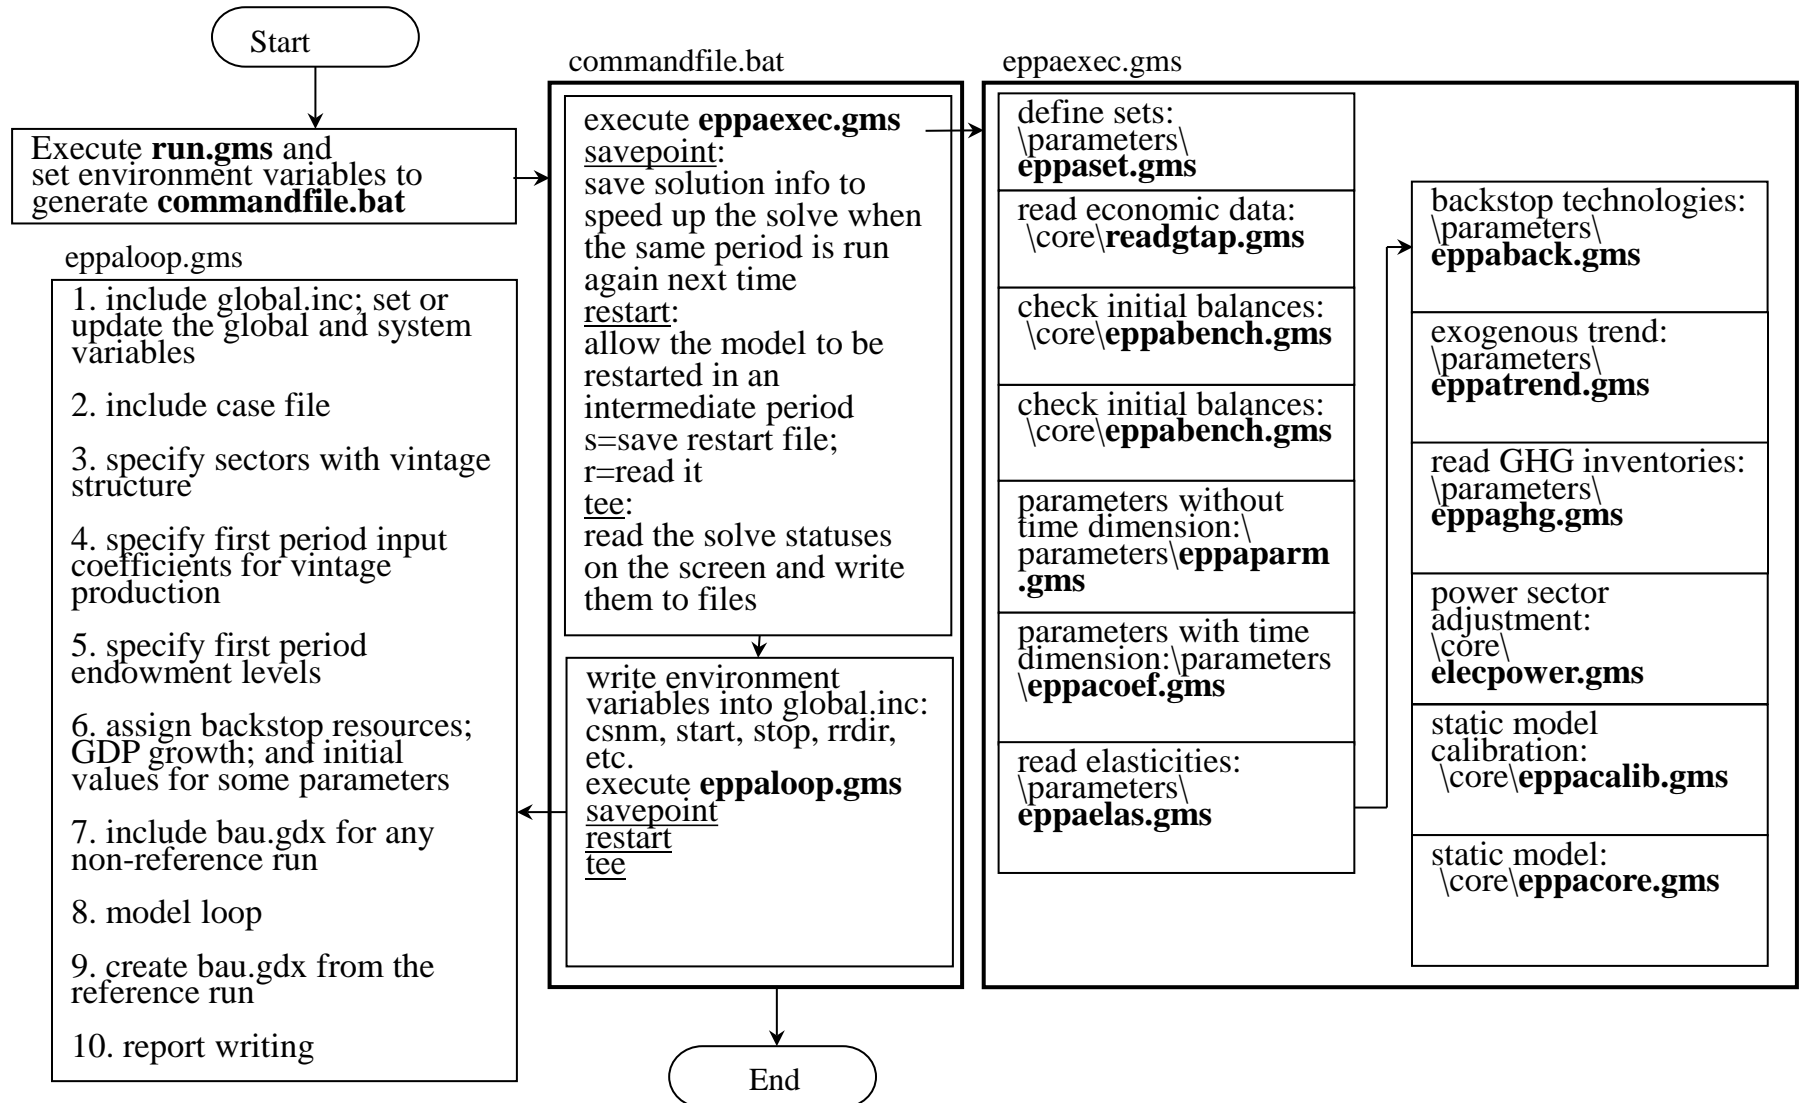 Start
Execute run.gms and
set environment variables to
generate commandfile.bat
commandfile.bat
execute eppaexec.gms
savepoint:
save solution info to
speed up the solve when
the same period is run
again next time
restart:
allow the model to be
restarted in an
intermediate period
s=save restart file;
r=read it
tee:
read the solve statuses
on the screen and write
them to files
write environment
variables into global.inc:
csnm, start, stop, rrdir,
etc.
execute eppaloop.gms
savepoint
restart
tee
eppaexec.gms
define sets:
\parameters\
eppaset.gms
read economic data:
\core\readgtap.gms
check initial balances:
\core\eppabench.gms
check initial balances:
\core\eppabench.gms
parameters without
time dimension:\
parameters\eppaparm
.gms
parameters with time
dimension:\parameters
\eppacoef.gms
read elasticities:
\parameters\
eppaelas.gms
backstop technologies:
\parameters\
eppaback.gms
exogenous trend:
\parameters\
eppatrend.gms
read GHG inventories:
\parameters\
eppaghg.gms
power sector
adjustment:
\core\
elecpower.gms
static model
calibration:
\core\eppacalib.gms
static model:
\core\eppacore.gms
eppaloop.gms
1. include global.inc; set or
update the global and system
variables
2. include case file
3. specify sectors with vintage
structure
4. specify first period input
coefficients for vintage
production
5. specify first period
endowment levels
6. assign backstop resources;
GDP growth; and initial
values for some parameters
7. include bau.gdx for any
non-reference run
8. model loop
9. create bau.gdx from the
reference run
10. report writing
End